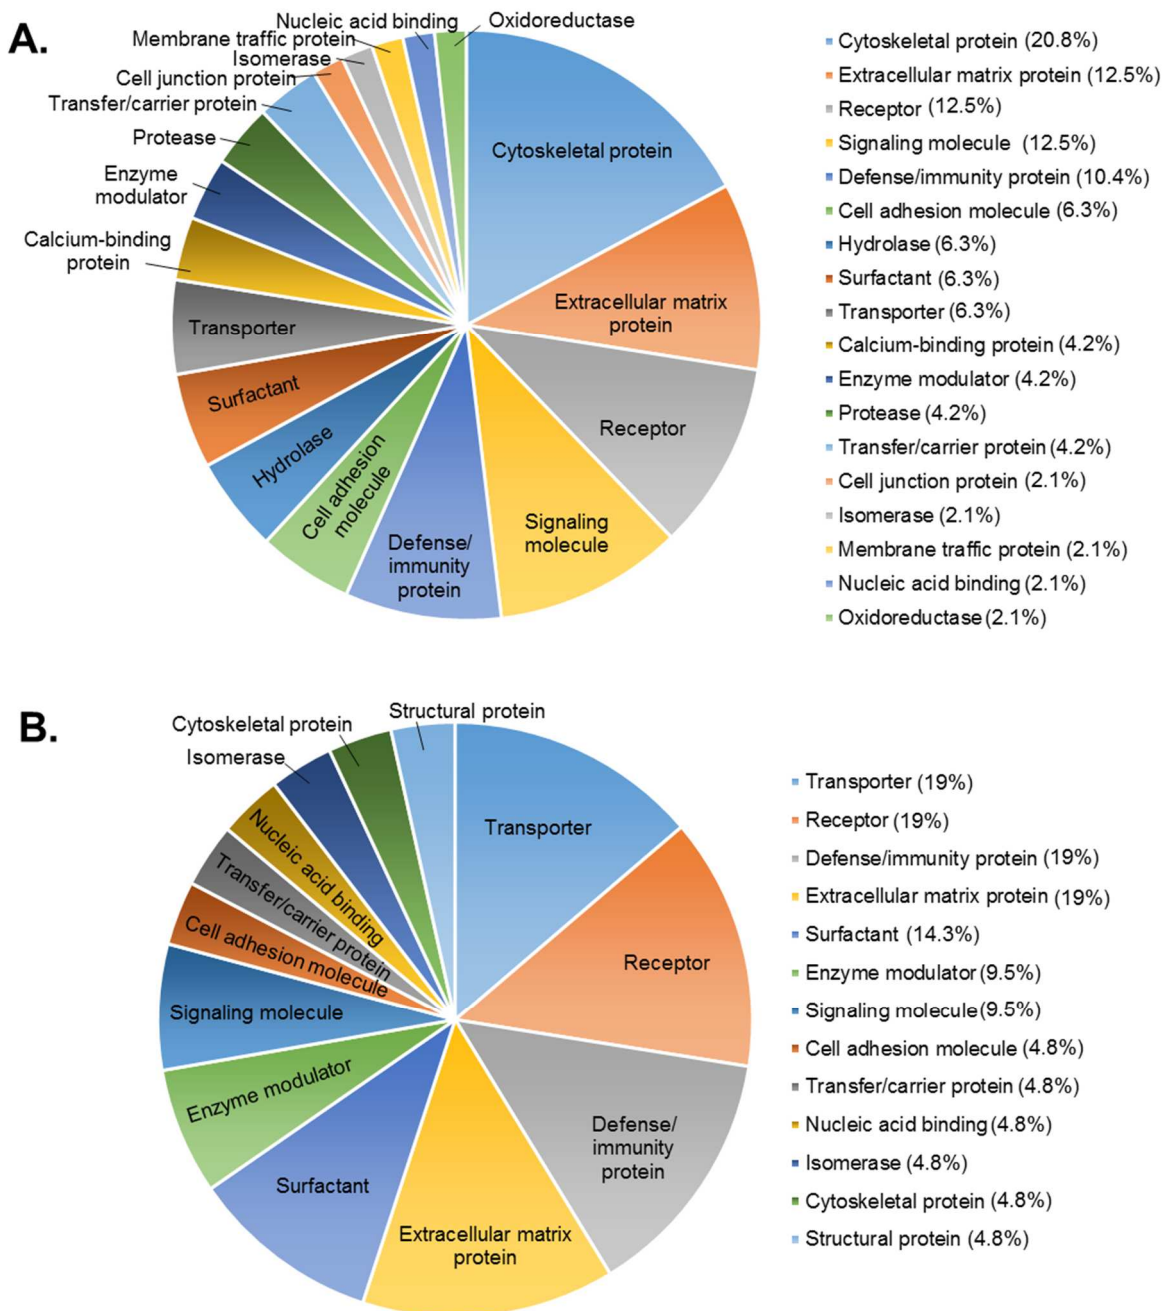 A.
Nucleic acid binding
Oxidoreductase
Membrane traffic protein
Isomerase
Cell junction protein
Transfer/carrier protein
Protease
Enzyme
modulator
Calcium-binding
protein
Transporter
Surfactant
Hydrolase
Cell adhesion
molecule
Defense/
immunity
protein
Signaling
molecule
Receptor
Extracellular matrix
protein
Cytoskeletal protein
Cytoskeletal protein (20.8%)
Extracellular matrix protein (12.5%)
Receptor (12.5%)
Signaling molecule (12.5%)
Defense/immunity protein (10.4%)
Cell adhesion molecule (6.3%)
Hydrolase (6.3%)
Surfactant (6.3%)
Transporter (6.3%)
Calcium-binding protein (4.2%)
Enzyme modulator (4.2%)
Protease (4.2%)
Transfer/carrier protein (4.2%)
Cell junction protein (2.1%)
Isomerase (2.1%)
Membrane traffic protein (2.1%)
Nucleic acid binding (2.1%)
Oxidoreductase (2.1%)
B.
Structural protein
Cytoskeletal protein
Isomerase
Nucleic acid binding
Transfer/carrier protein
Cell adhesion molecule
Signaling molecule
Enzyme modulator
Surfactant
Extracellular matrix
protein
Defense/
immunity
protein
Receptor
Transporter
Transporter (19%)
Receptor (19%)
Defense/immunity protein (19%)
Extracellular matrix protein (19%)
Surfactant (14.3%)
Enzyme modulator (9.5%)
Signaling molecule (9.5%)
Cell adhesion molecule (4.8%)
Transfer/carrier protein (4.8%)
Nucleic acid binding (4.8%)
Isomerase (4.8%)
Cytoskeletal protein (4.8%)
Structural protein (4.8%)